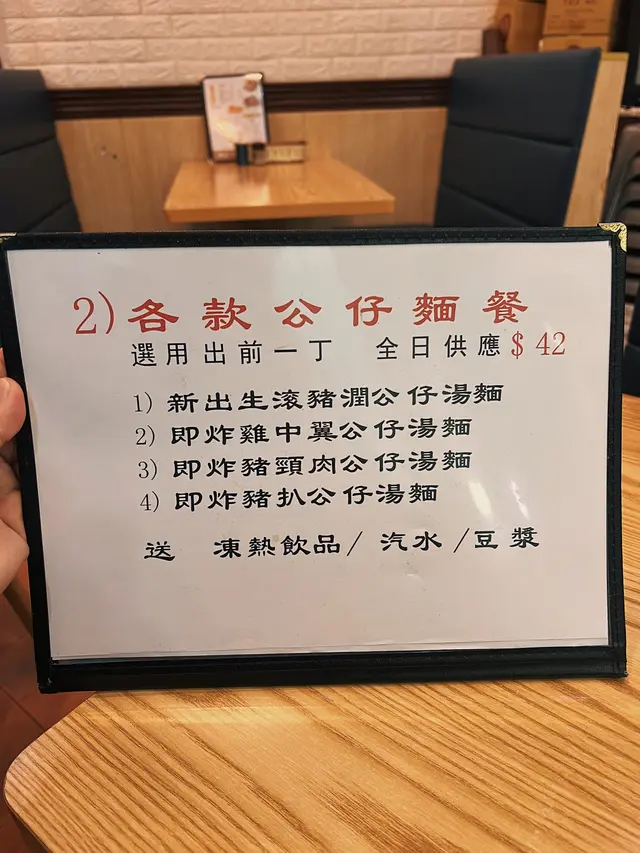 2)各款公仔麵餐
選用出前一丁 全日供應$42
1) 新出生滾豬潤公仔湯麵
2) 即炸雞中翼公仔湯麵
3) 即炸豬頸肉公仔湯麵
4) 即炸豬扒公仔湯麵
送 凍熱飲品/ 汽水 /豆漿